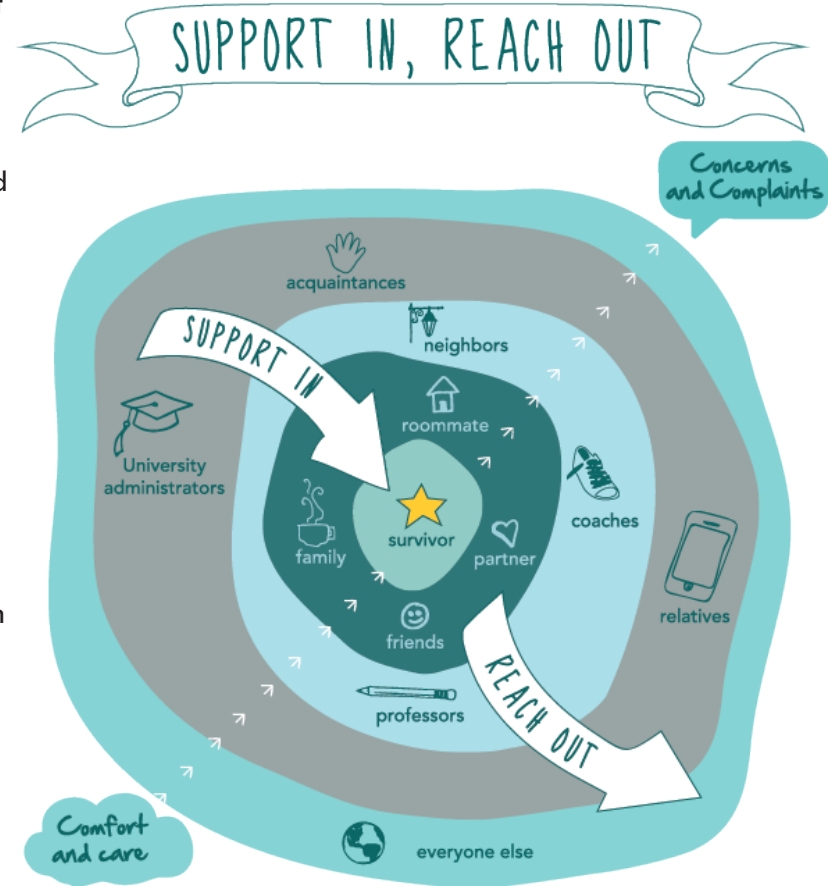 SUPPORT IN, REACH OUT
d
Concerns
and Complaints
acquaintances
neighbors
SUPPORT IN
roommate
University
administrators
coaches
survivor
family
partner
relatives
n
friends
REACH OUT
professors
Comfort
and care
everyone else